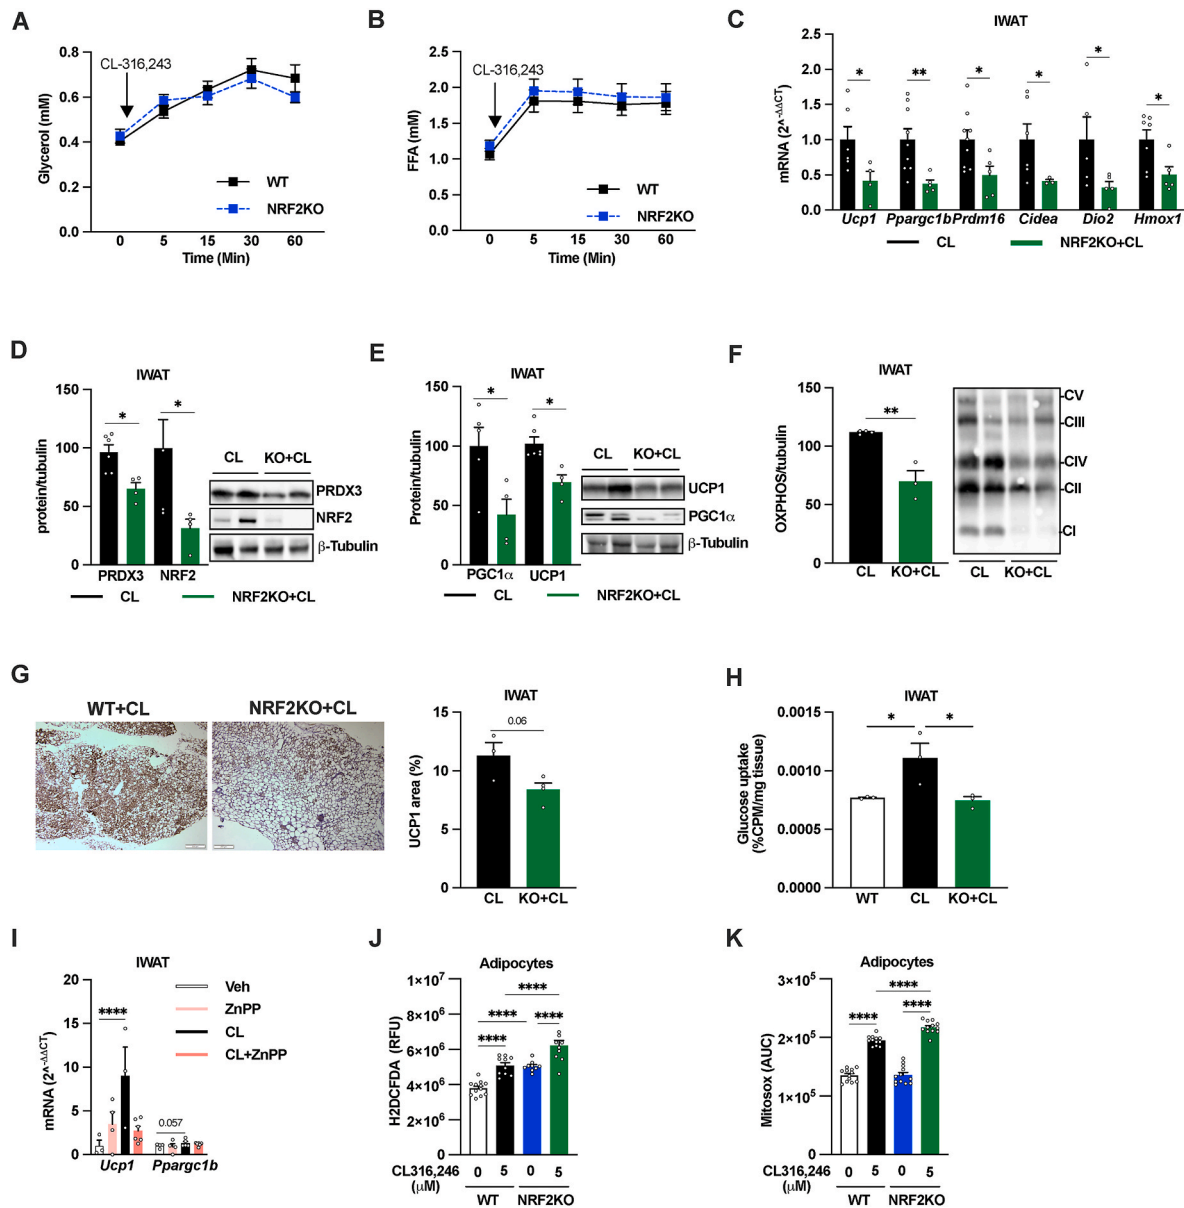 A
CL-316,243
Glycerol (mM)
0.8
0.6
0.4
0.2
0.0
WT
NRF2KO
0 5 15 30 60
Time (Min)
B
CL-316,243
FFA (mM)
2.5
2.0
1.5
1.0
0.5
0.0
WT
NRF2KO
0 5 15 30 60
Time (Min)
C
IWAT
mRNA (2^-ΔΔCT)
2.5
2.0
1.5
1.0
0.5
0.0
* ** * * * *
Ucp1 Ppargc1b Prdm16 Cidea Dio2 Hmox1
CL NRF2KO+CL
D
IWAT
protein/tubulin
150
100
50
0
* *
PRDX3 NRF2
CL NRF2KO+CL
CL KO+CL
PRDX3
NRF2
β-Tubulin
E
IWAT
Protein/tubulin
150
100
50
0
* *
PGC1α UCP1
CL NRF2KO+CL
CL KO+CL
UCP1
PGC1α
β-Tubulin
F
IWAT
OXPHOS/tubulin
150
100
50
0
**
CL KO+CL
CV
CIII
CIV
CII
CI
CL KO+CL
G
WT+CL NRF2KO+CL
IWAT
UCP1 area (%)
15
10
5
0
0.06
CL KO+CL
H
IWAT
Glucose uptake
(%CPM/mg tissue)
0.0015
0.0010
0.0005
0.0000
* *
WT CL KO+CL
I
IWAT
mRNA (2^-ΔΔCT)
20
15
10
5
0
****
0.057
Ucp1 Ppargc1b
Veh
ZnPP
CL
CL+ZnPP
J
Adipocytes
H2DCFDA (RFU)
1×10⁷
8×10⁶
6×10⁶
4×10⁶
2×10⁶
0
****
****
**** ****
CL316,246 0 5 0 5
(μM)
WT NRF2KO
K
Adipocytes
Mitosox (AUC)
3×10⁵
2×10⁵
1×10⁵
0
****
**** ****
CL316,246 0 5 0 5
(μM)
WT NRF2KO